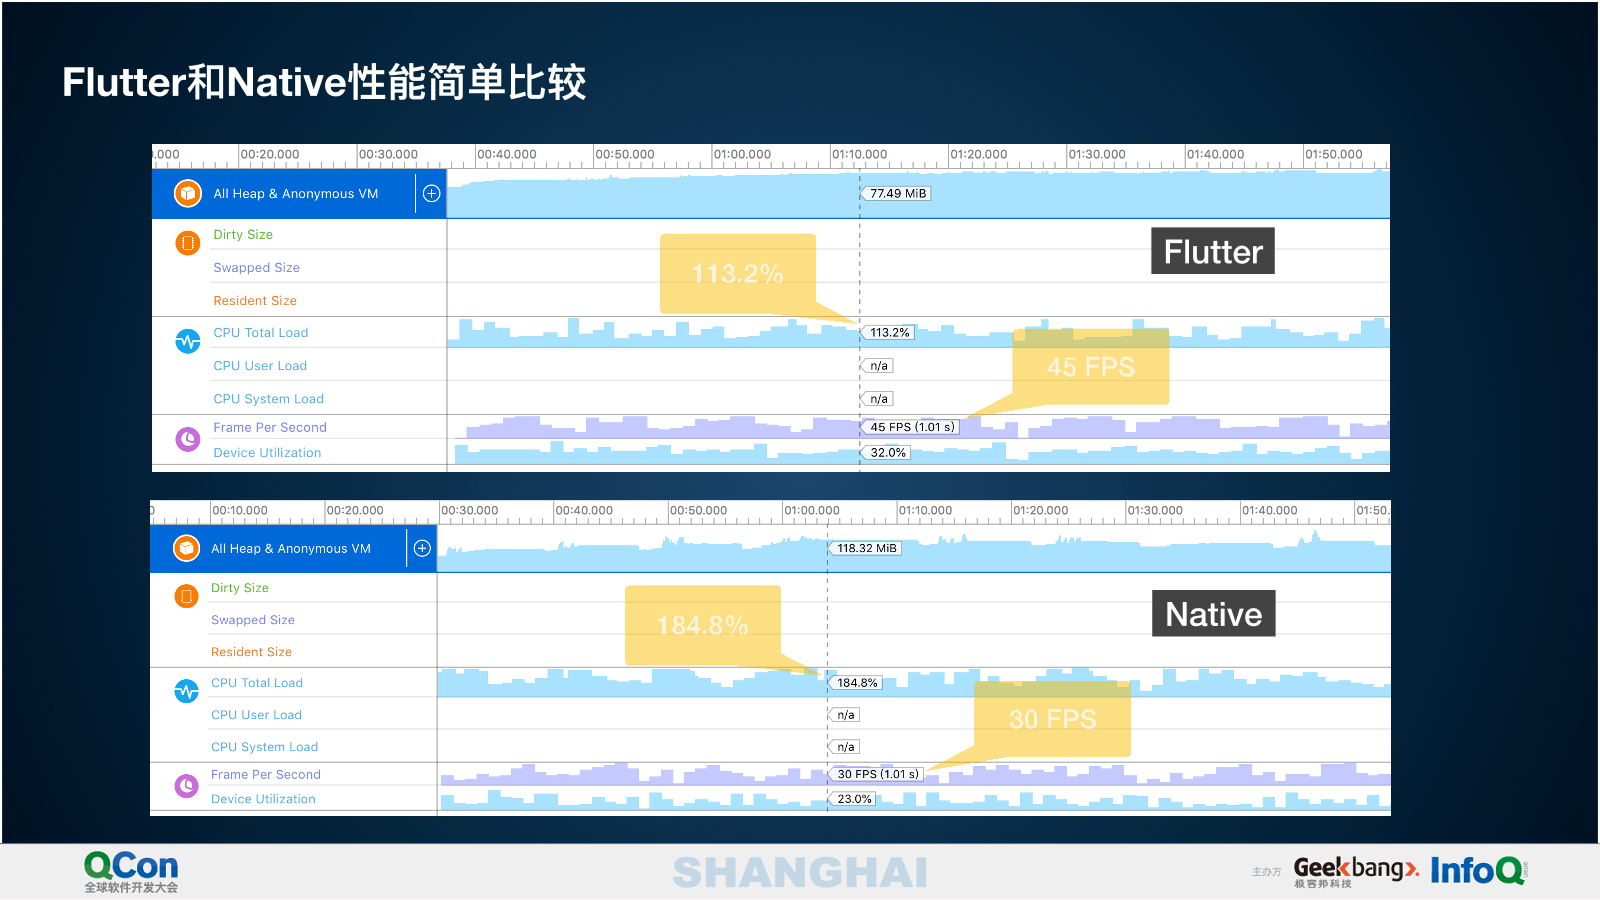 Flutter和Native性能简单比较
0.000 00:20.000 00:30.000 00:40.000 00:50.000 01:00.000 01:10.000 01:20.000 01:30.000 01:40.000 01:50.000
All Heap & Anonymous VM 77.49 MiB
Dirty Size
Flutter
Swapped Size
113.2%
Resident Size
CPU Total Load 113.2%
CPU User Load n/a
45 FPS
CPU System Load n/a
Frame Per Second 45 FPS (1.01 s)
Device Utilization 32.0%
0 00:10.000 00:20.000 00:30.000 00:40.000 00:50.000 01:00.000 01:10.000 01:20.000 01:30.000 01:40.000 01:50.
All Heap & Anonymous VM 118.32 MiB
Dirty Size
Native
Swapped Size
184.8%
Resident Size
CPU Total Load 184.8%
CPU User Load n/a
30 FPS
CPU System Load n/a
Frame Per Second 30 FPS (1.01 s)
Device Utilization 23.0%
QCon
全球软件开发大会
SHANGHAI
主办方 Geekbang>.
极客邦科技
InfoQ